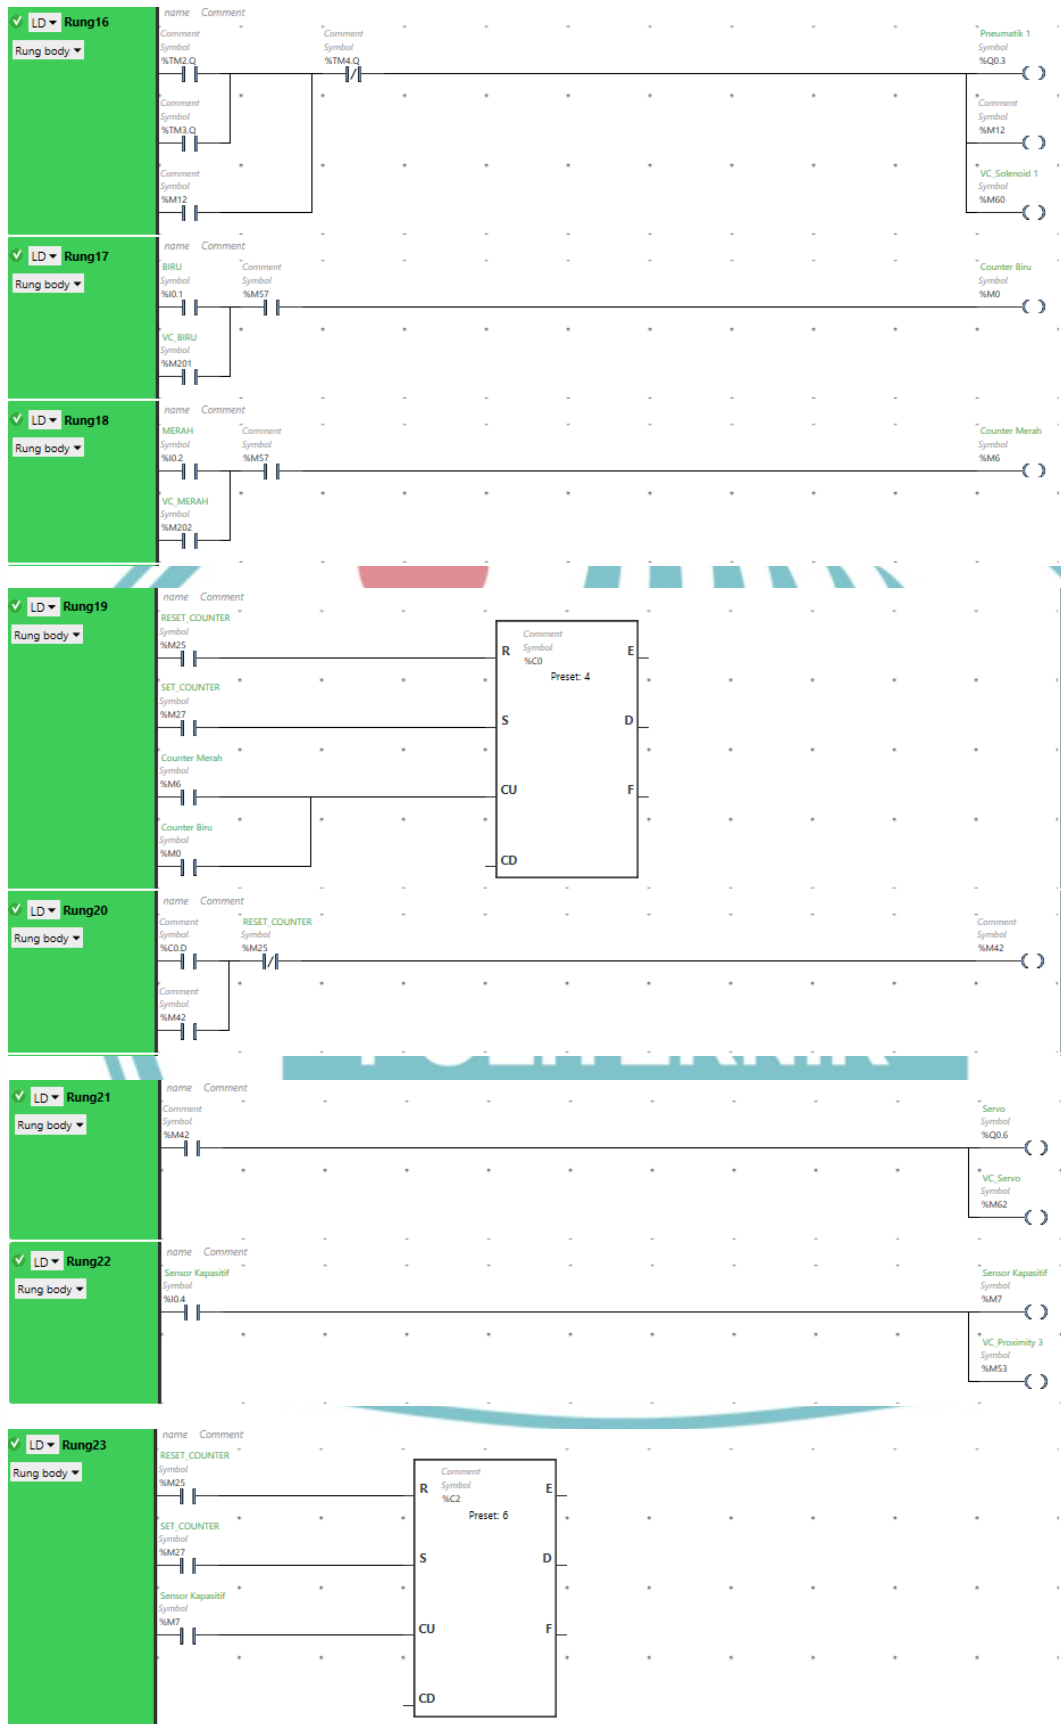 LD Rung16
name Comment
Rung body
Comment
Symbol
%TM2.Q
Comment
Symbol
%TM4.Q
Pneumatik 1
Symbol
%Q0.3
Comment
Symbol
%TM3.Q
Comment
Symbol
%M12
Comment
Symbol
%M12
VC_Solenoid 1
Symbol
%M60
LD Rung17
name Comment
Rung body
BIRU
Symbol
%I0.1
Comment
Symbol
%M57
Counter Biru
Symbol
%M0
VC_BIRU
Symbol
%M201
LD Rung18
name Comment
Rung body
MERAH
Symbol
%I0.2
Comment
Symbol
%M57
Counter Merah
Symbol
%M6
VC_MERAH
Symbol
%M202
LD Rung19
name Comment
Rung body
RESET_COUNTER
Symbol
%M25
SET_COUNTER
Symbol
%M27
Counter Merah
Symbol
%M6
Counter Biru
Symbol
%M0
Comment
Symbol
%C0
Preset: 4
R E
S D
CU F
CD
LD Rung20
name Comment
Rung body
Comment
Symbol
%C0.D
RESET_COUNTER
Symbol
%M25
Comment
Symbol
%M42
Comment
Symbol
%M42
POLITEKNIK
LD Rung21
name Comment
Rung body
Comment
Symbol
%M42
Servo
Symbol
%Q0.6
VC_Servo
Symbol
%M62
LD Rung22
name Comment
Rung body
Sensor Kapasitif
Symbol
%I0.4
Sensor Kapasitif
Symbol
%M7
VC_Proximity 3
Symbol
%M53
LD Rung23
name Comment
Rung body
RESET_COUNTER
Symbol
%M25
SET_COUNTER
Symbol
%M27
Sensor Kapasitif
Symbol
%M7
Comment
Symbol
%C2
Preset: 6
R E
S D
CU F
CD